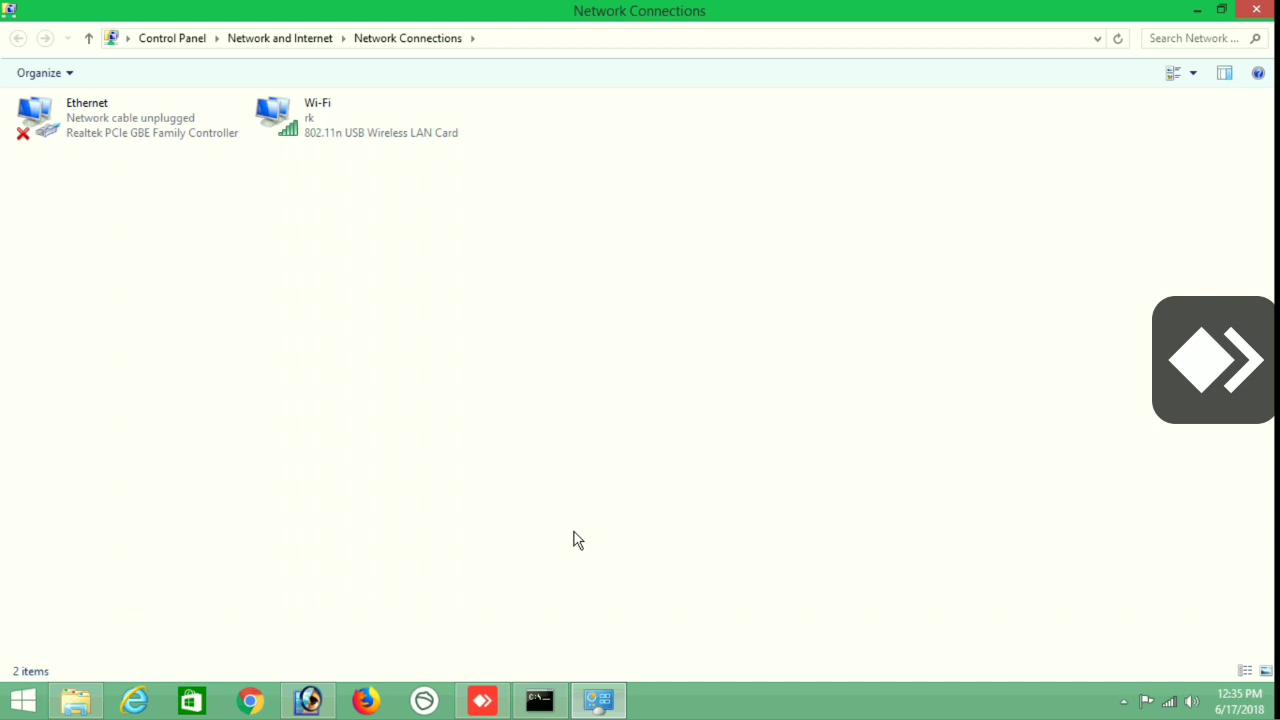 Network Connections
Control Panel Network and Internet Network Connections
Search Network ...
Organize
Ethernet
Network cable unplugged
Realtek PCIe GBE Family Controller
Wi-Fi
rk
802.11n USB Wireless LAN Card
2 items
12:35 PM
6/17/2018